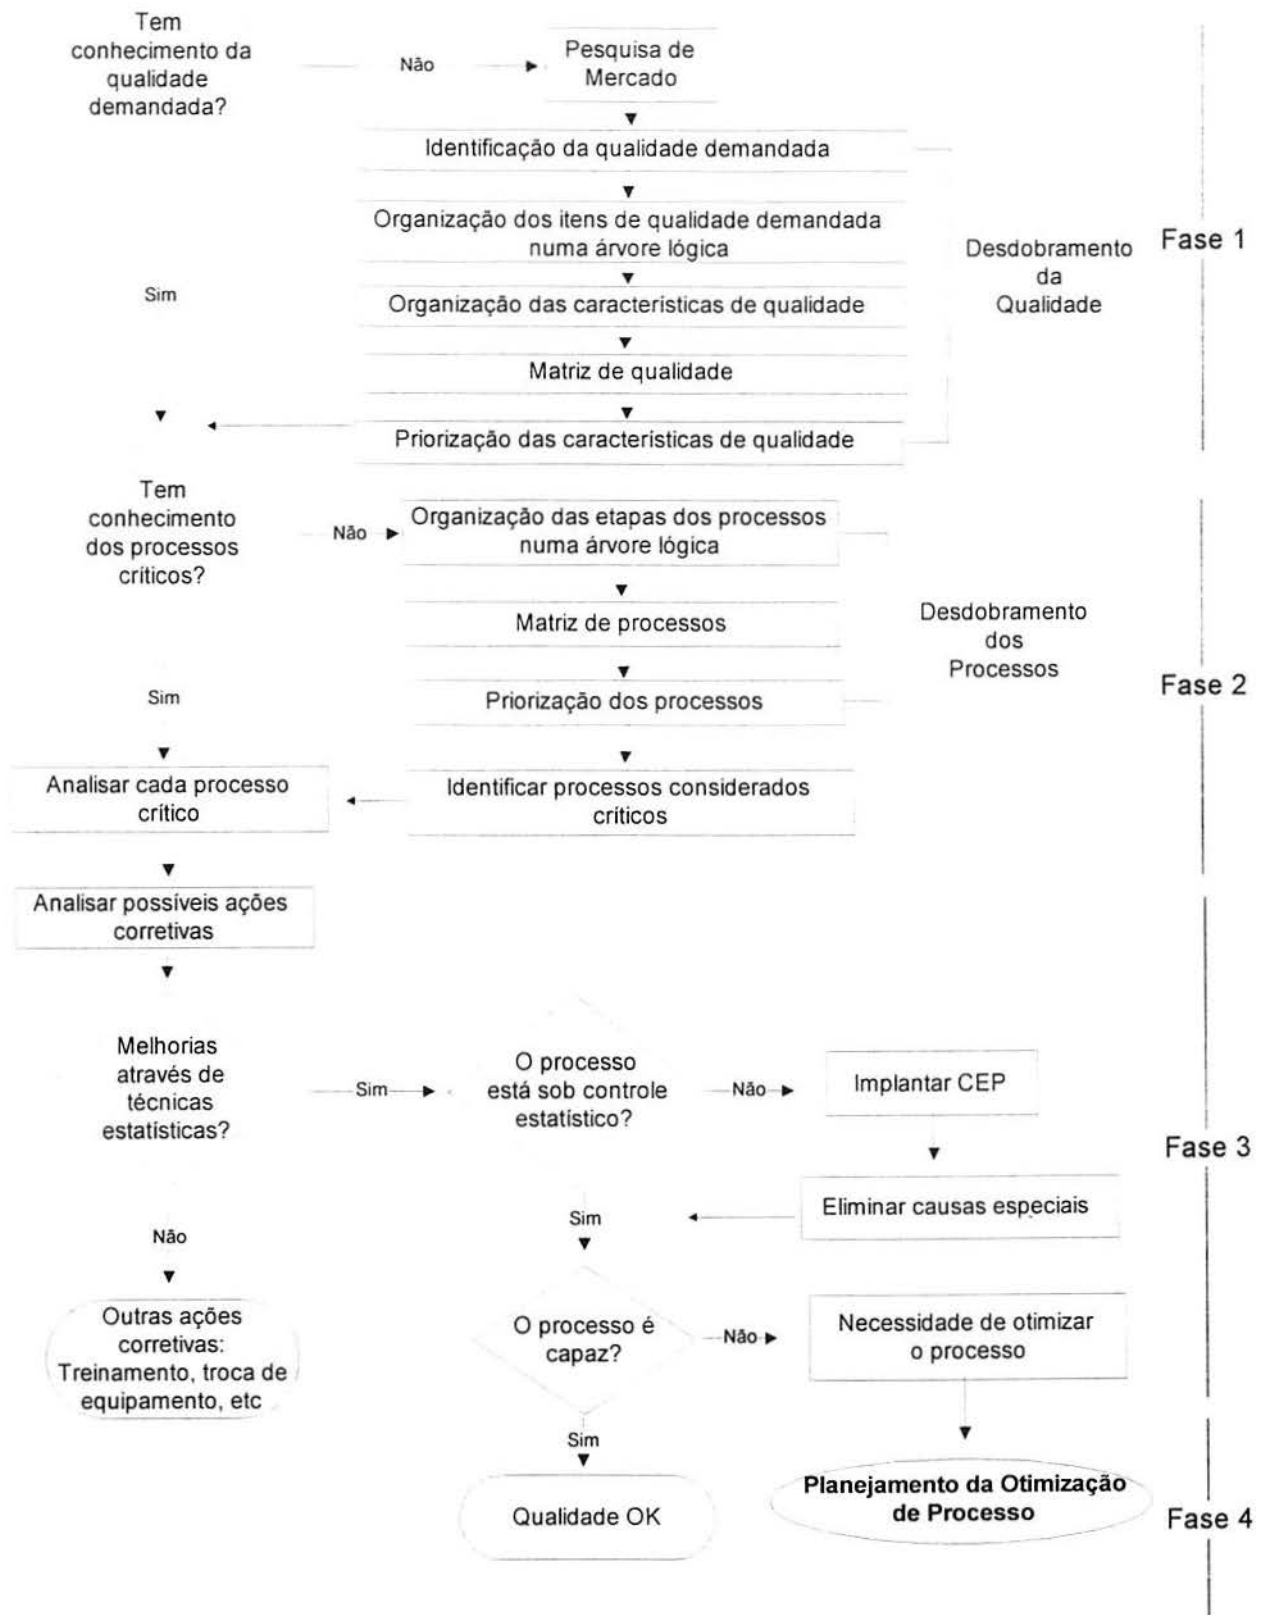 Tem
conhecimento da
qualidade
demandada?
Não
Pesquisa de
Mercado
Identificação da qualidade demandada
Organização dos itens de qualidade demandada
numa árvore lógica
Desdobramento
da
Qualidade
Fase 1
Sim
Organização das características de qualidade
Matriz de qualidade
Priorização das características de qualidade
Tem
conhecimento
dos processos
críticos?
Não
Organização das etapas dos processos
numa árvore lógica
Matriz de processos
Desdobramento
dos
Processos
Fase 2
Sim
Priorização dos processos
Analisar cada processo
crítico
Identificar processos considerados
críticos
Analisar possíveis ações
corretivas
Melhorias
através de
técnicas
estatísticas?
Sim
O processo
está sob controle
estatístico?
Não
Implantar CEP
Fase 3
Eliminar causas especiais
Sim
Não
Outras ações
corretivas:
Treinamento, troca de
equipamento, etc
O processo é
capaz?
Não
Necessidade de otimizar
o processo
Sim
Qualidade OK
Planejamento da Otimização
de Processo
Fase 4